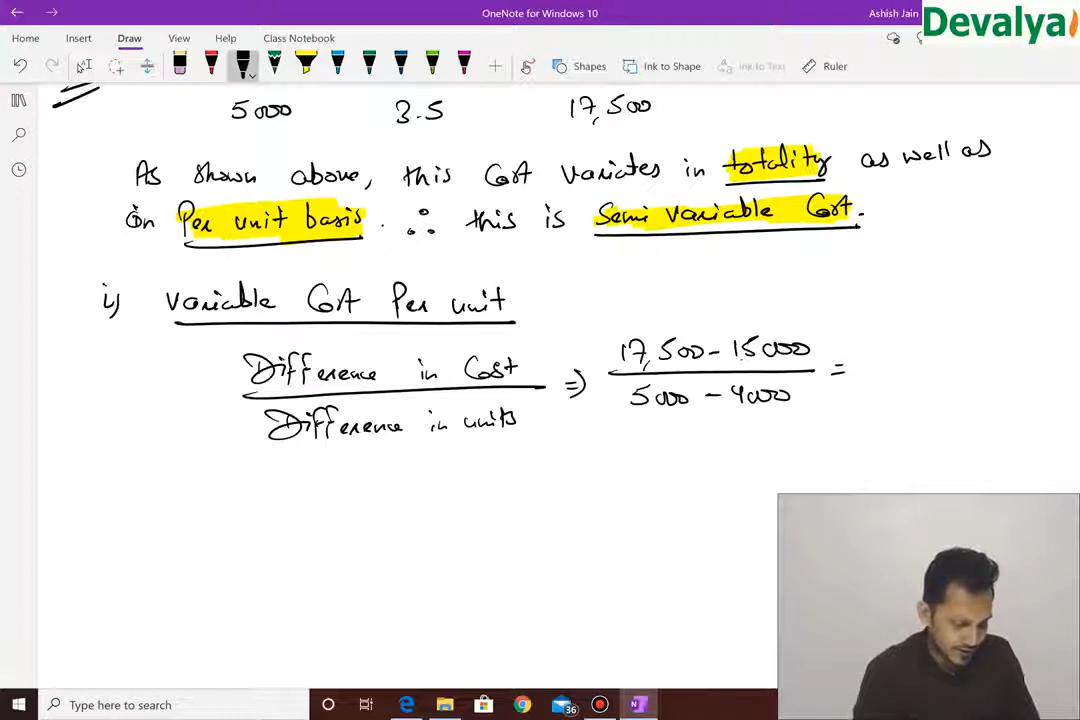 OneNote for Windows 10
Ashish Jain
Devalya
Home Insert Draw View Help Class Notebook
Shapes Ink to Shape Ink to Text Ruler
5000 3.5 17,500
As shown above, this Cost variates in totality as well as
on Per unit basis. ∴ this is Semi variable Cost.
i) Variable Cost Per unit
Difference in Cost ⇒ 17,500 - 15000 =
Difference in units 5000 - 4000
Type here to search
36
N